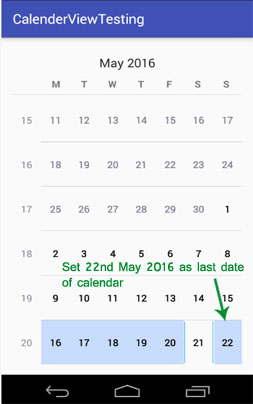 CalenderViewTesting
May 2016
M T W T F S S
15 11 12 13 14 15 16 17
16 18 19 20 21 22 23 24
17 25 26 27 28 29 30 1
18 2 3 4 5 6 7 8
Set 22nd May 2016 as last date
of calendar
19 9 10 11 12 13 14 15
20 16 17 18 19 20 21 22